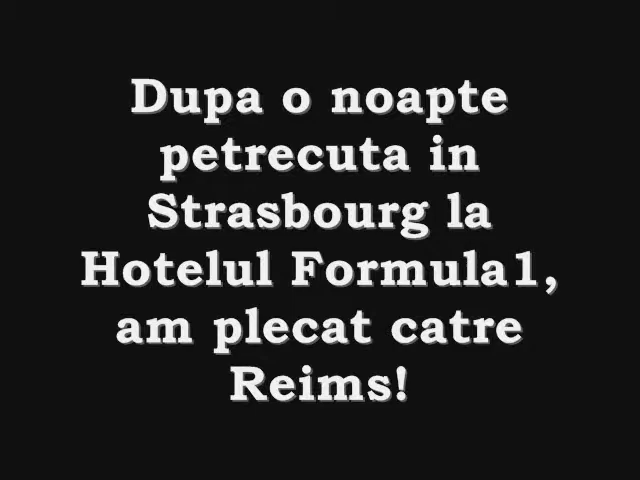 Dupa o noapte
petrecuta in
Strasbourg la
Hotelul Formula1,
am plecat catre
Reims!